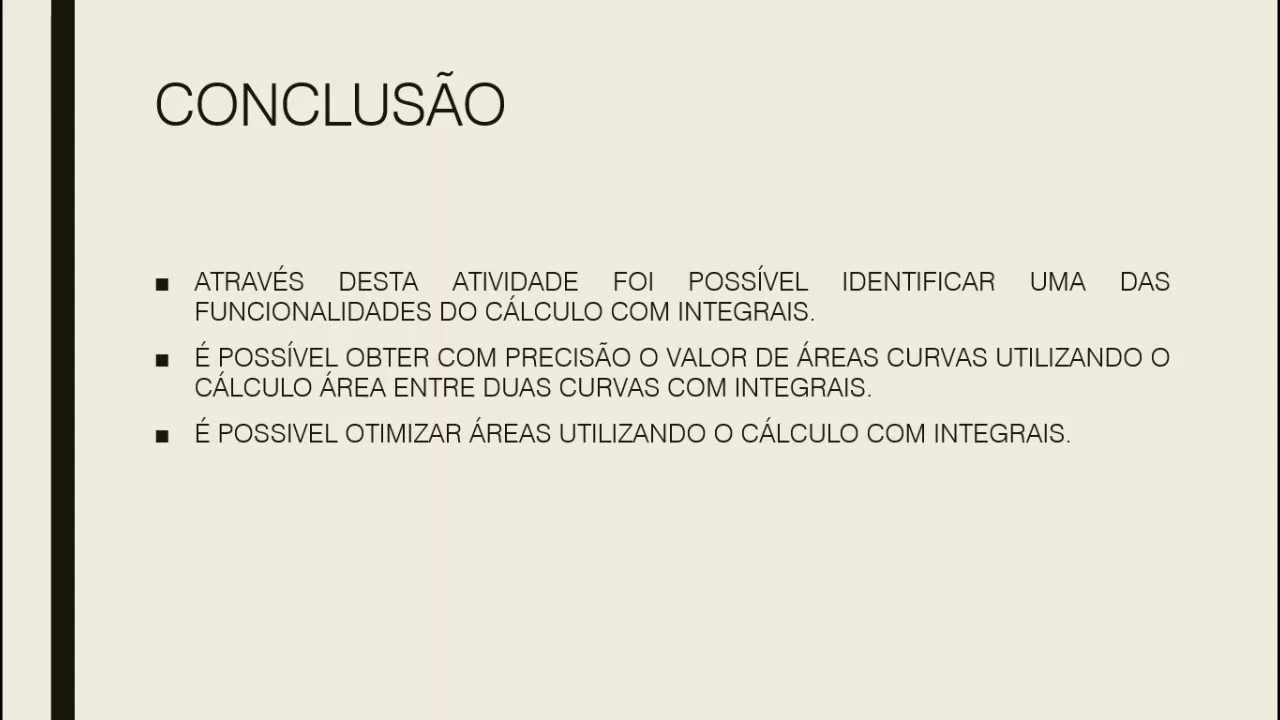 CONCLUSÃO
■ ATRAVÉS DESTA ATIVIDADE FOI POSSÍVEL IDENTIFICAR UMA DAS
FUNCIONALIDADES DO CÁLCULO COM INTEGRAIS.
■ É POSSÍVEL OBTER COM PRECISÃO O VALOR DE ÁREAS CURVAS UTILIZANDO O
CÁLCULO ÁREA ENTRE DUAS CURVAS COM INTEGRAIS.
■ É POSSIVEL OTIMIZAR ÁREAS UTILIZANDO O CÁLCULO COM INTEGRAIS.